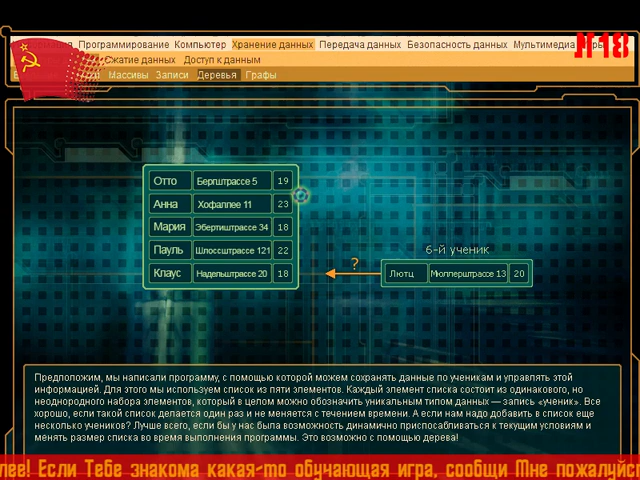 Программирование Компьютер Хранение данных Передача данных Безопасность данных Мультимедиа
№18
Сжатие данных Доступ к данным
Массивы Записи Деревья Графы
Отто Бергштрассе 5 19
Анна Хофаллее 11 23
Мария Эбертиштрассе 34 18
Пауль Шлоссштрассе 121 22
Клаус Надельштрассе 20 18
6-й ученик
?
Лютц Мюллерштрассе 13 20
Предположим, мы написали программу, с помощью которой можем сохранять данные по ученикам и управлять этой
информацией. Для этого мы используем список из пяти элементов. Каждый элемент списка состоит из одинакового, но
неоднородного набора элементов, который в целом можно обозначить уникальным типом данных — запись «ученик». Все
хорошо, если такой список делается один раз и не меняется с течением времени. А если нам надо добавить в список еще
несколько учеников? Лучше всего, если бы у нас была возможность динамично приспосабливаться к текущим условиям и
менять размер списка во время выполнения программы. Это возможно с помощью дерева!
лее! Если Тебе знакома какая-то обучающая игра, сообщи Мне пожалуйс